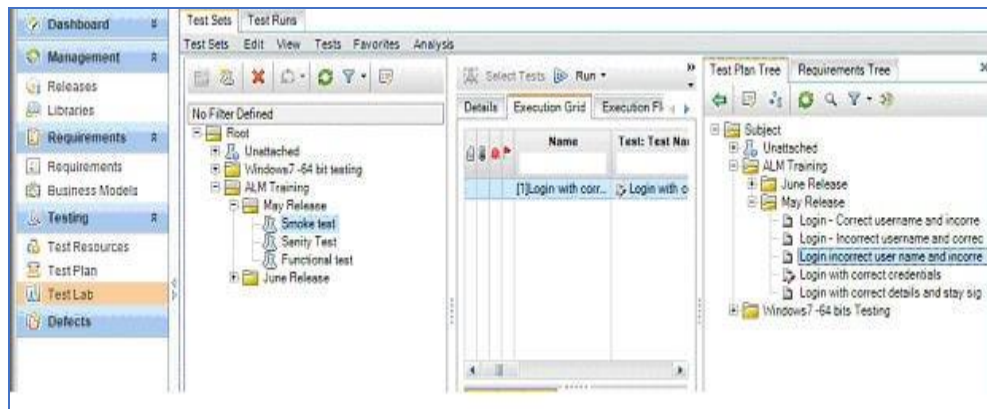 Dashboard
Management
Releases
Libraries
Requirements
Requirements
Business Models
Testing
Test Resources
Test Plan
Test Lab
Defects
Test Sets Test Runs
Test Sets Edit View Tests Favorites Analysis
No Filter Defined
Root
Unattached
Windows7 -64 bit testing
ALM Training
May Release
Smoke test
Sanity Test
Functional test
June Release
Select Tests Run
Details Execution Grid Execution Fl
Name Test: Test Na
[1]Login with corr... Login with c
Test Plan Tree Requirements Tree
Subject
Unattached
ALM Training
June Release
May Release
Login - Correct username and incorre
Login - Incorrect username and correc
Login incorrect user name and incorre
Login with correct credentials
Login with correct details and stay sig
Windows7 -64 bits Testing